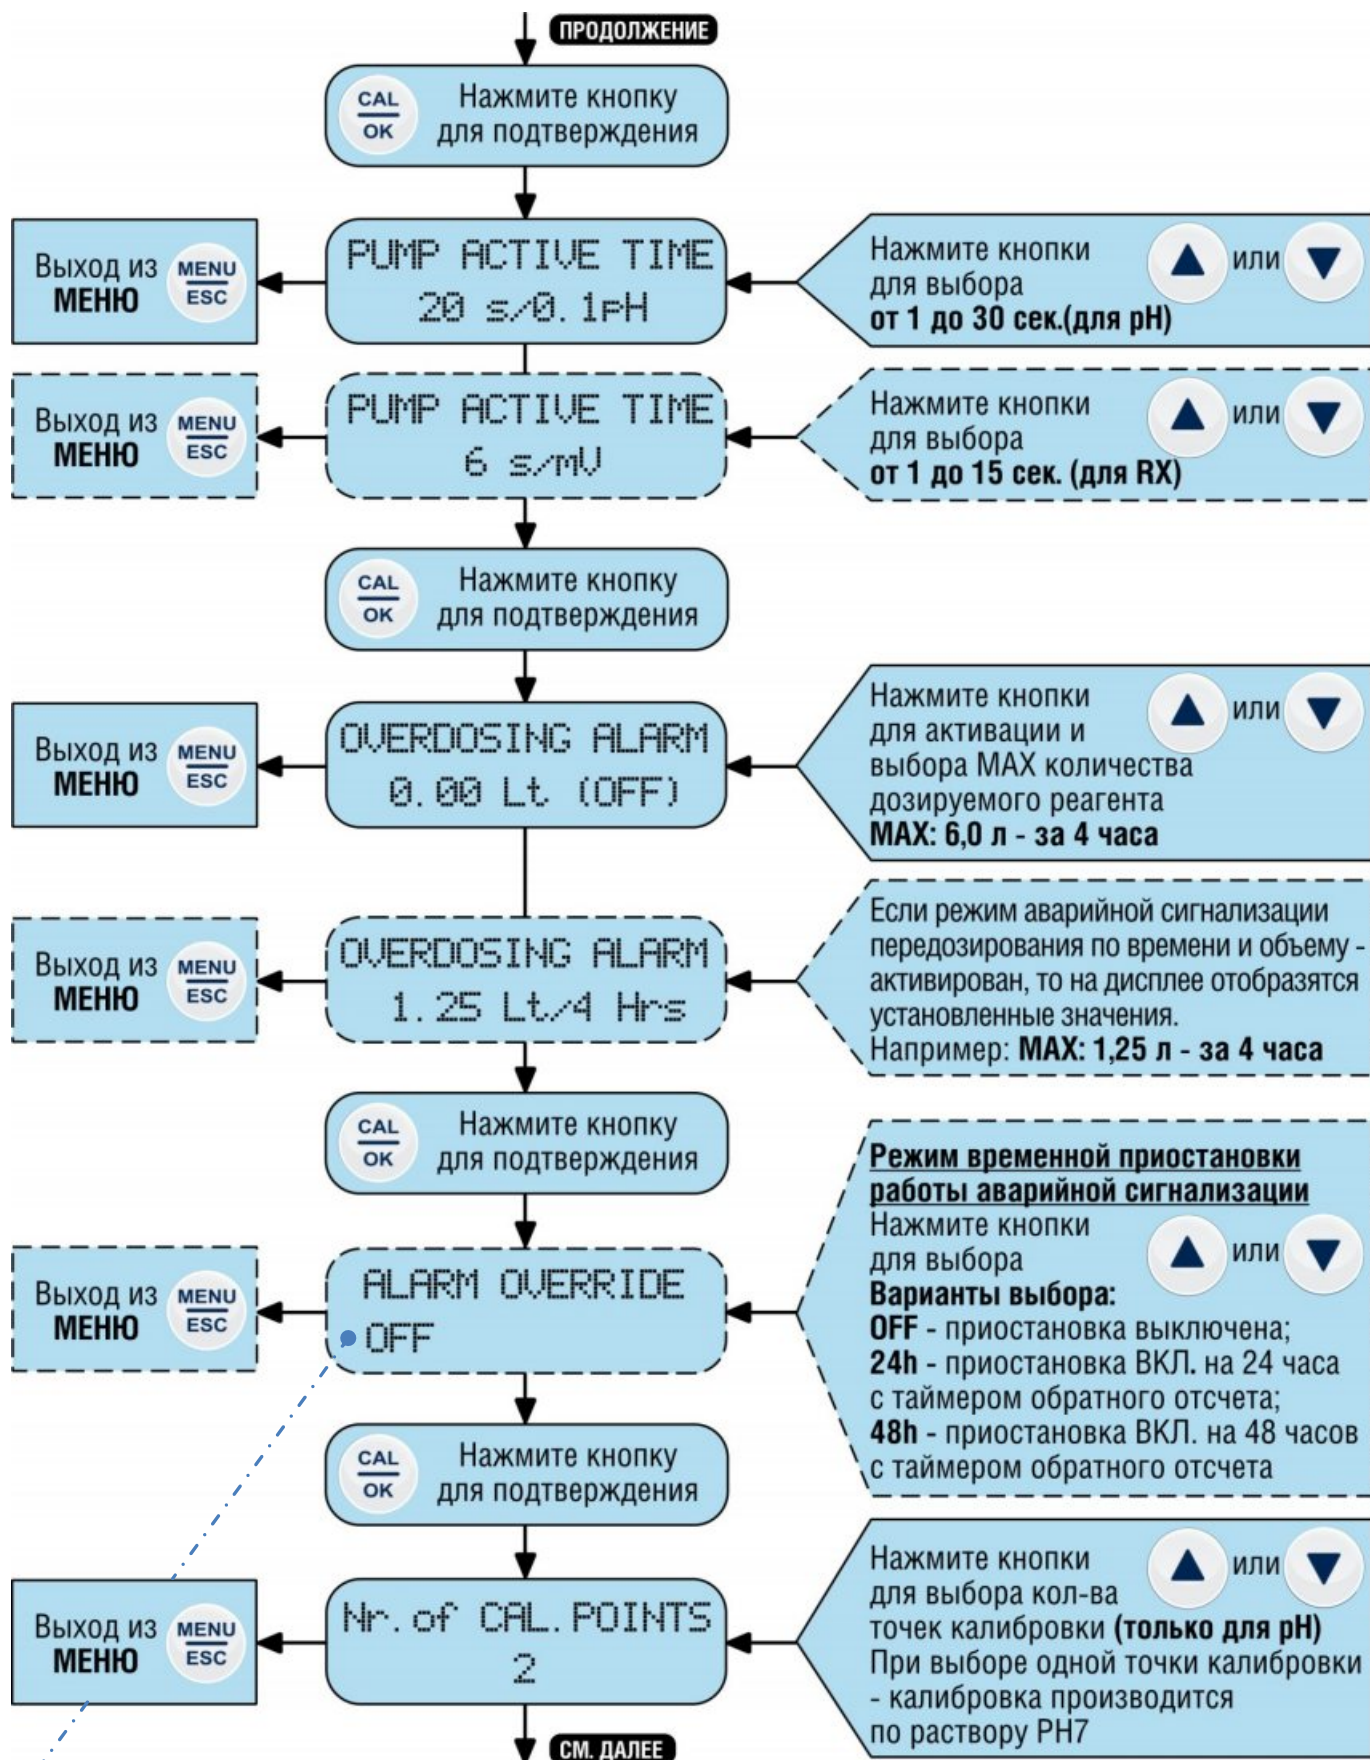 ПРОДОЛЖЕНИЕ
CAL
OK
Нажмите кнопку
для подтверждения
Выход из
МЕНЮ
MENU
ESC
PUMP ACTIVE TIME
20 s/0.1pH
Нажмите кнопки
для выбора
от 1 до 30 сек.(для pH)
или
Выход из
МЕНЮ
MENU
ESC
PUMP ACTIVE TIME
6 s/mV
Нажмите кнопки
для выбора
от 1 до 15 сек. (для RX)
или
CAL
OK
Нажмите кнопку
для подтверждения
Выход из
МЕНЮ
MENU
ESC
OVERDOSING ALARM
0.00 Lt (OFF)
Нажмите кнопки
для активации и
выбора MAX количества
дозируемого реагента
MAX: 6,0 л - за 4 часа
или
Выход из
МЕНЮ
MENU
ESC
OVERDOSING ALARM
1.25 Lt/4 Hrs
Если режим аварийной сигнализации
передозирования по времени и объему -
активирован, то на дисплее отобразятся
установленные значения.
Например: MAX: 1,25 л - за 4 часа
CAL
OK
Нажмите кнопку
для подтверждения
Выход из
МЕНЮ
MENU
ESC
ALARM OVERRIDE
OFF
Режим временной приостановки
работы аварийной сигнализации
Нажмите кнопки
для выбора
или
Варианты выбора:
OFF - приостановка выключена;
24h - приостановка ВКЛ. на 24 часа
с таймером обратного отсчета;
48h - приостановка ВКЛ. на 48 часов
с таймером обратного отсчета
CAL
OK
Нажмите кнопку
для подтверждения
Выход из
МЕНЮ
MENU
ESC
Nr.of CAL.POINTS
2
Нажмите кнопки
для выбора кол-ва
точек калибровки (только для pH)
При выборе одной точки калибровки
- калибровка производится
по раствору PH7
или
СМ. ДАЛЕЕ